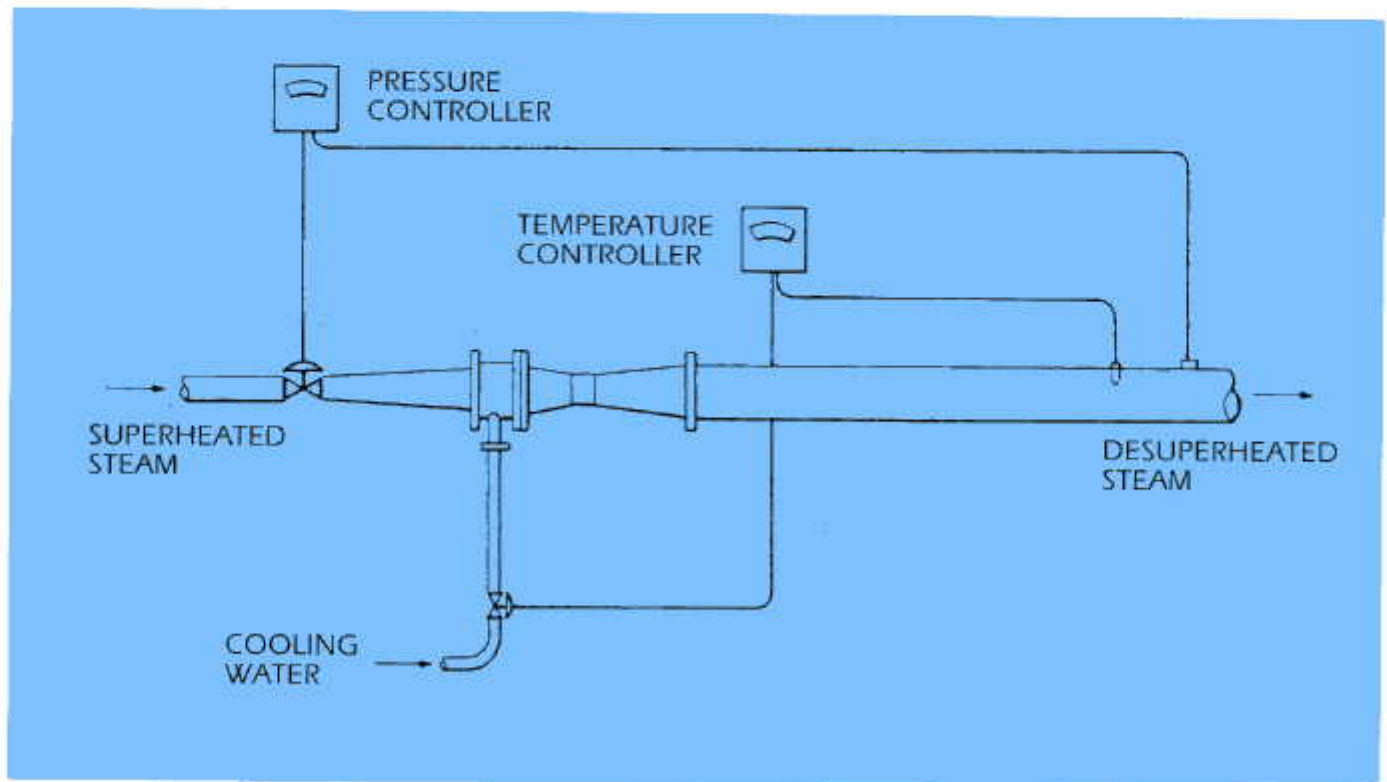 PRESSURE
CONTROLLER
TEMPERATURE
CONTROLLER
SUPERHEATED
STEAM
DESUPERHEATED
STEAM
COOLING
WATER